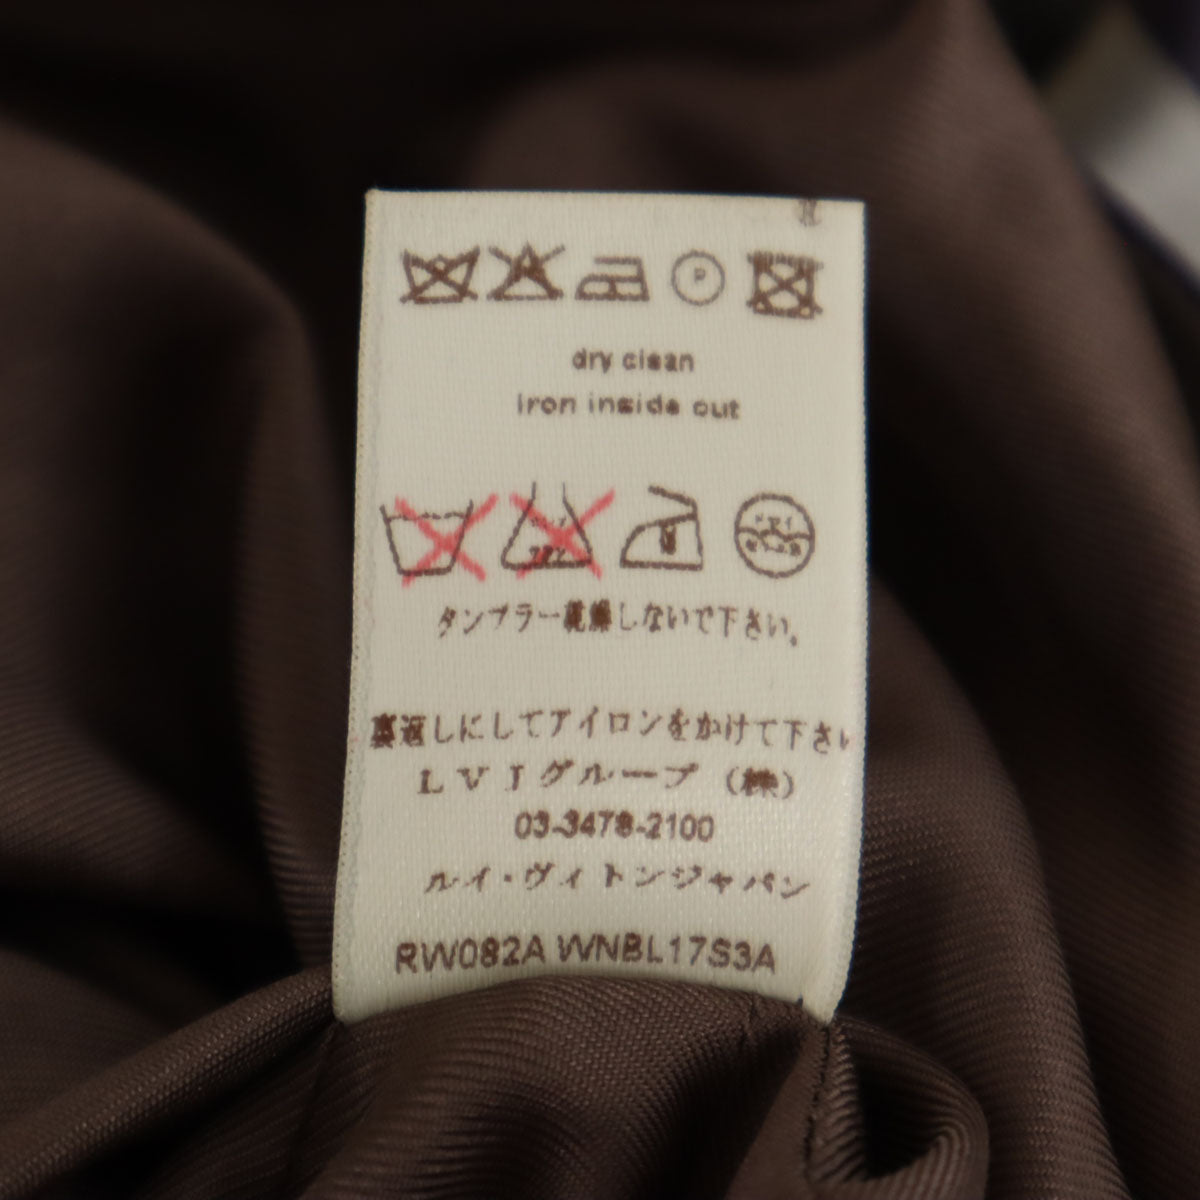 P
dry clean
iron inside out
タンブラー乾燥しないで下さい。
裏返しにしてアイロンをかけて下さい
LVJグループ (株)
03-3478-2100
ルイ・ヴィトンジャパン
RW082A WNBL17S3A